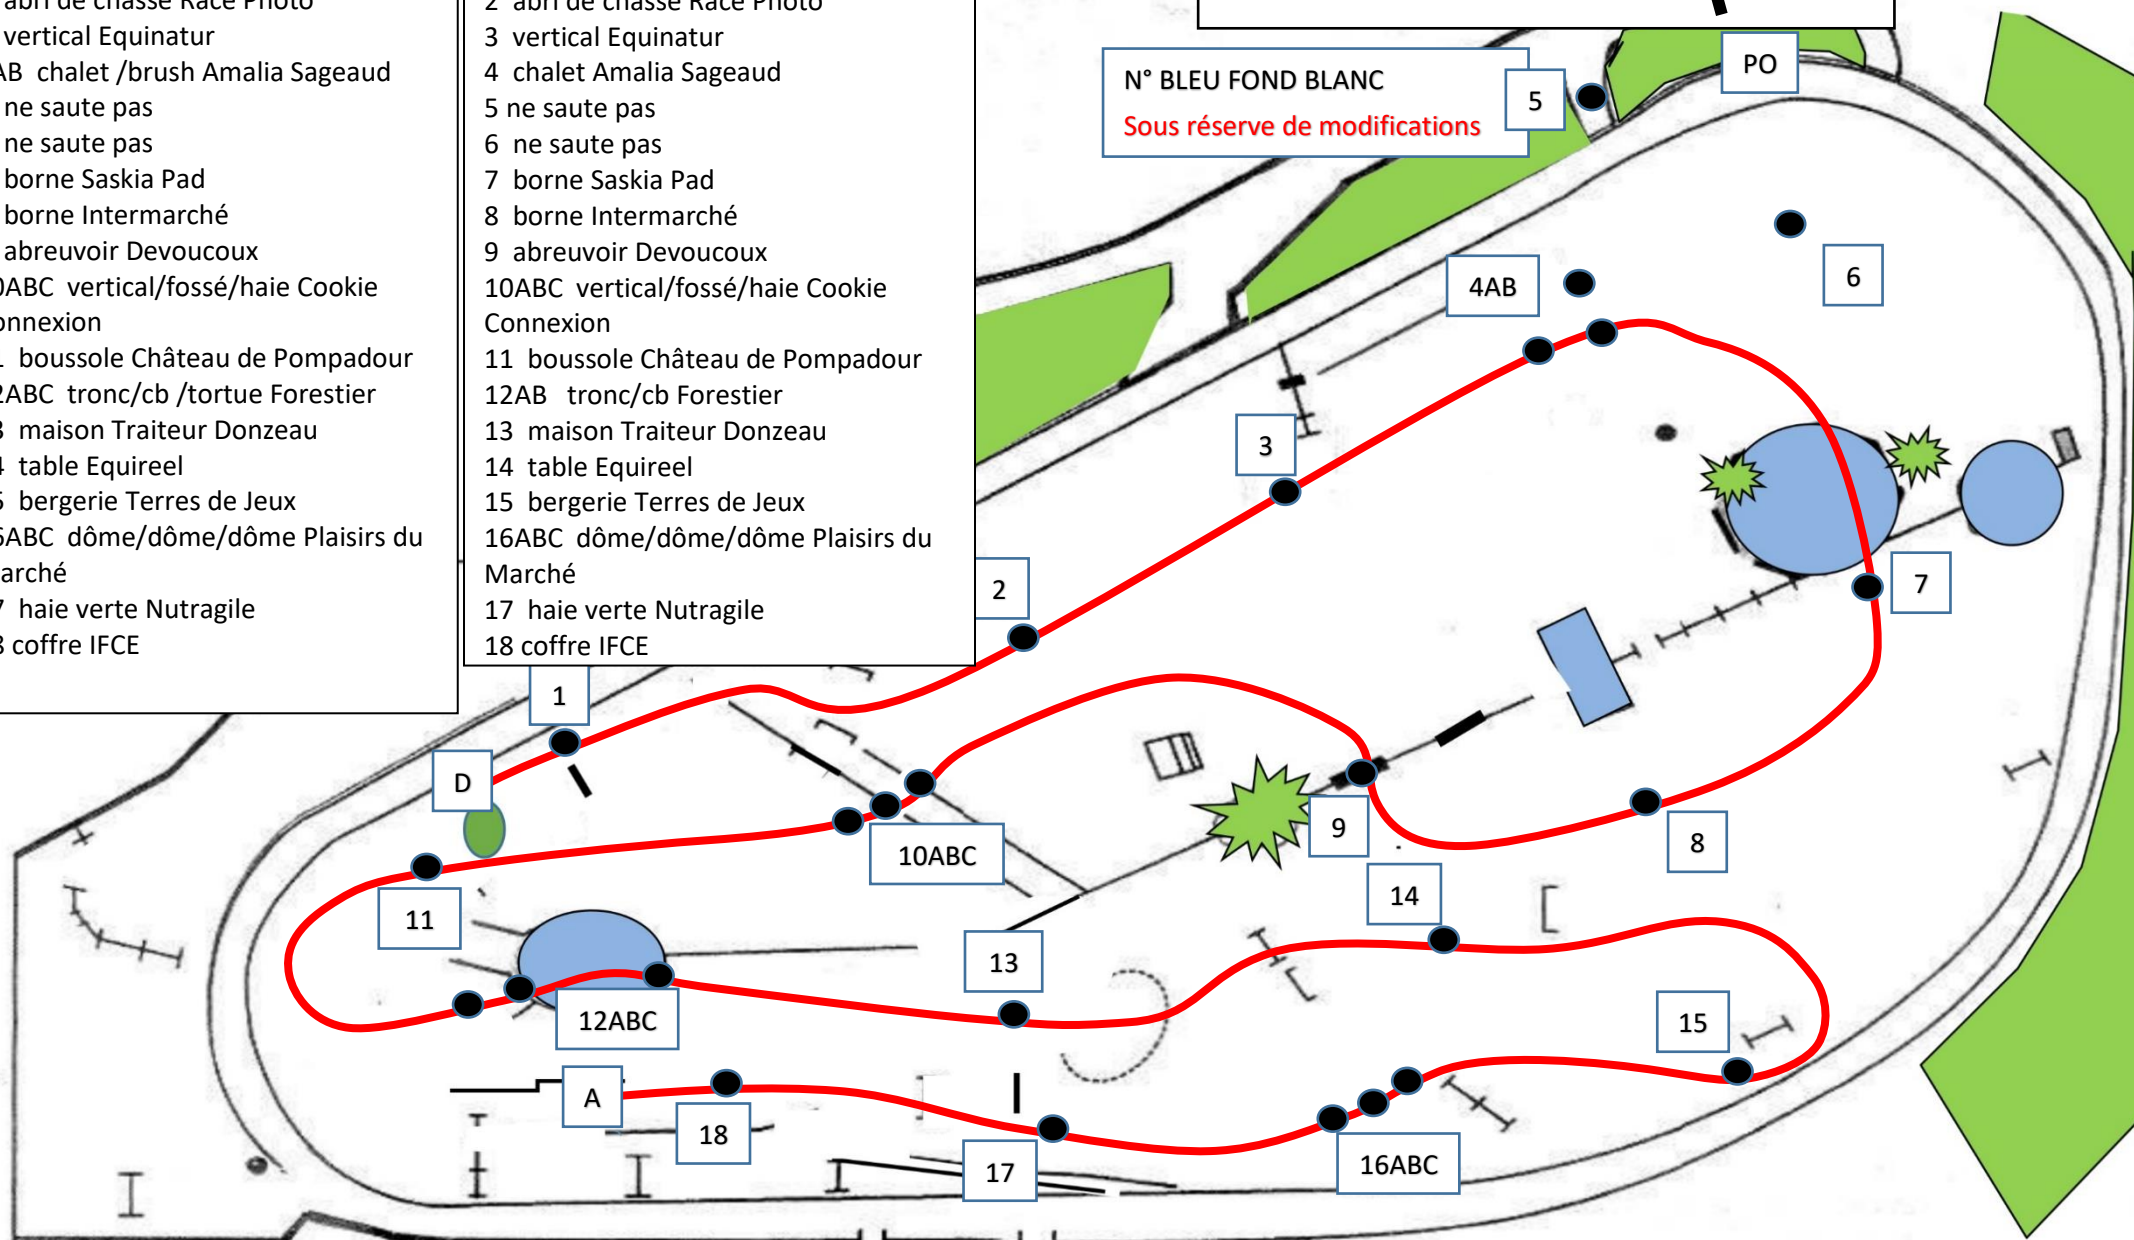 abri de chasse Race Photo
vertical Equinatur
AB chalet /brush Amalia Sageaud
ne saute pas
ne saute pas
borne Saskia Pad
borne Intermarché
abreuvoir Devoucoux
0ABC vertical/fossé/haie Cookie
onnexion
boussole Château de Pompadour
2ABC tronc/cb /tortue Forestier
maison Traiteur Donzeau
table Equireel
bergerie Terres de Jeux
6ABC dôme/dôme/dôme Plaisirs du
arché
haie verte Nutragile
coffre IFCE
2 abri de chasse Race Photo
3 vertical Equinatur
4 chalet Amalia Sageaud
5 ne saute pas
6 ne saute pas
7 borne Saskia Pad
8 borne Intermarché
9 abreuvoir Devoucoux
10ABC vertical/fossé/haie Cookie
Connexion
11 boussole Château de Pompadour
12AB tronc/cb Forestier
13 maison Traiteur Donzeau
14 table Equireel
15 bergerie Terres de Jeux
16ABC dôme/dôme/dôme Plaisirs du
Marché
17 haie verte Nutragile
18 coffre IFCE
N° BLEU FOND BLANC
Sous réserve de modifications
5
PO
4AB
6
3
2
7
1
D
9
8
10ABC
14
11
13
12ABC
15
A
18
17
16ABC